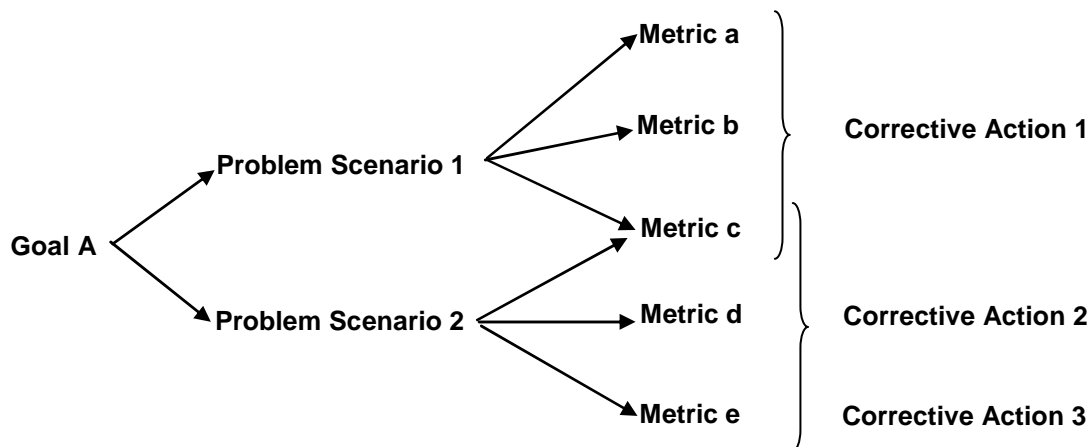 Metric a
Metric b
Corrective Action 1
Problem Scenario 1
Metric c
Goal A
Problem Scenario 2
Metric d
Corrective Action 2
Metric e
Corrective Action 3